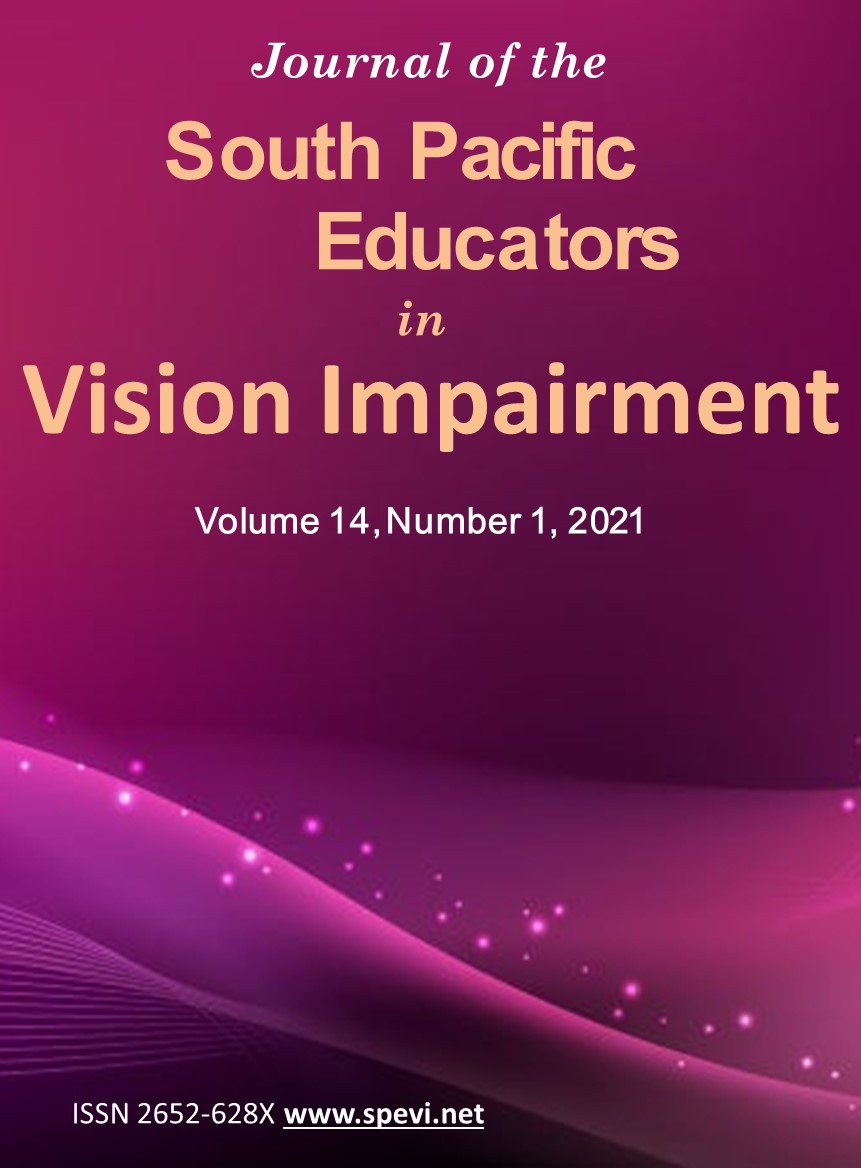 Journal of the
South Pacific
Educators
in
Vision Impairment
Volume 14, Number 1, 2021
ISSN 2652-628X www.spevi.net